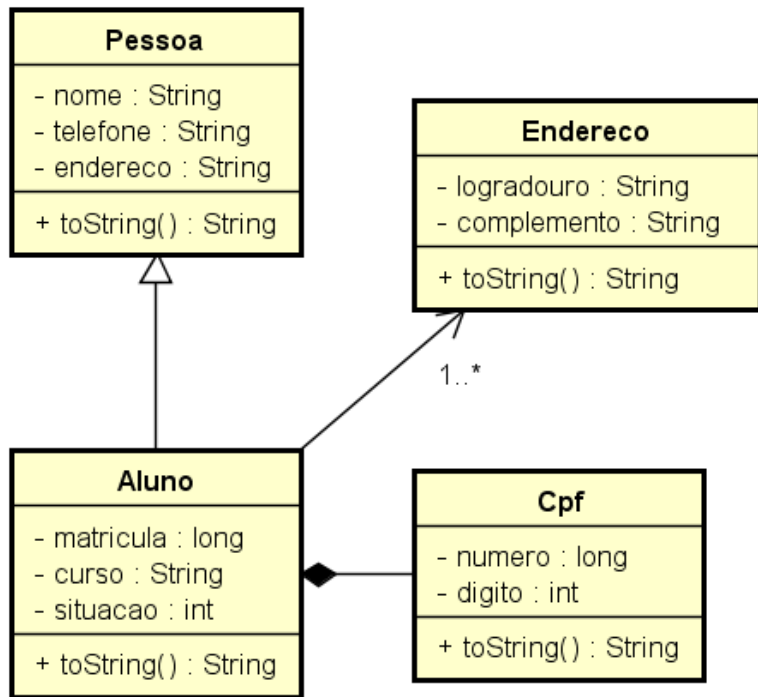 Pessoa
- nome : String
- telefone : String
- endereco : String
+ toString() : String
Endereco
- logradouro : String
- complemento : String
+ toString() : String
1..*
Aluno
- matricula : long
- curso : String
- situacao : int
+ toString() : String
Cpf
- numero : long
- digito : int
+ toString() : String